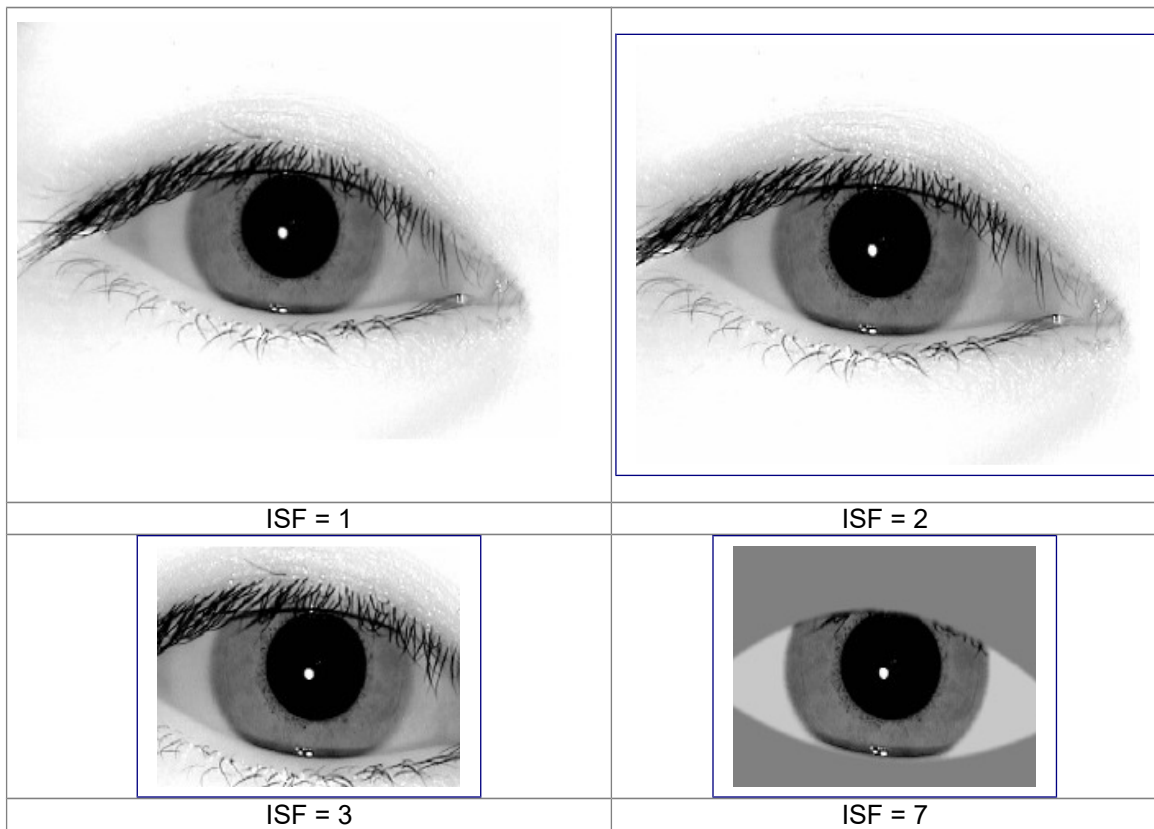 ISF = 1
ISF = 2
ISF = 3
ISF = 7